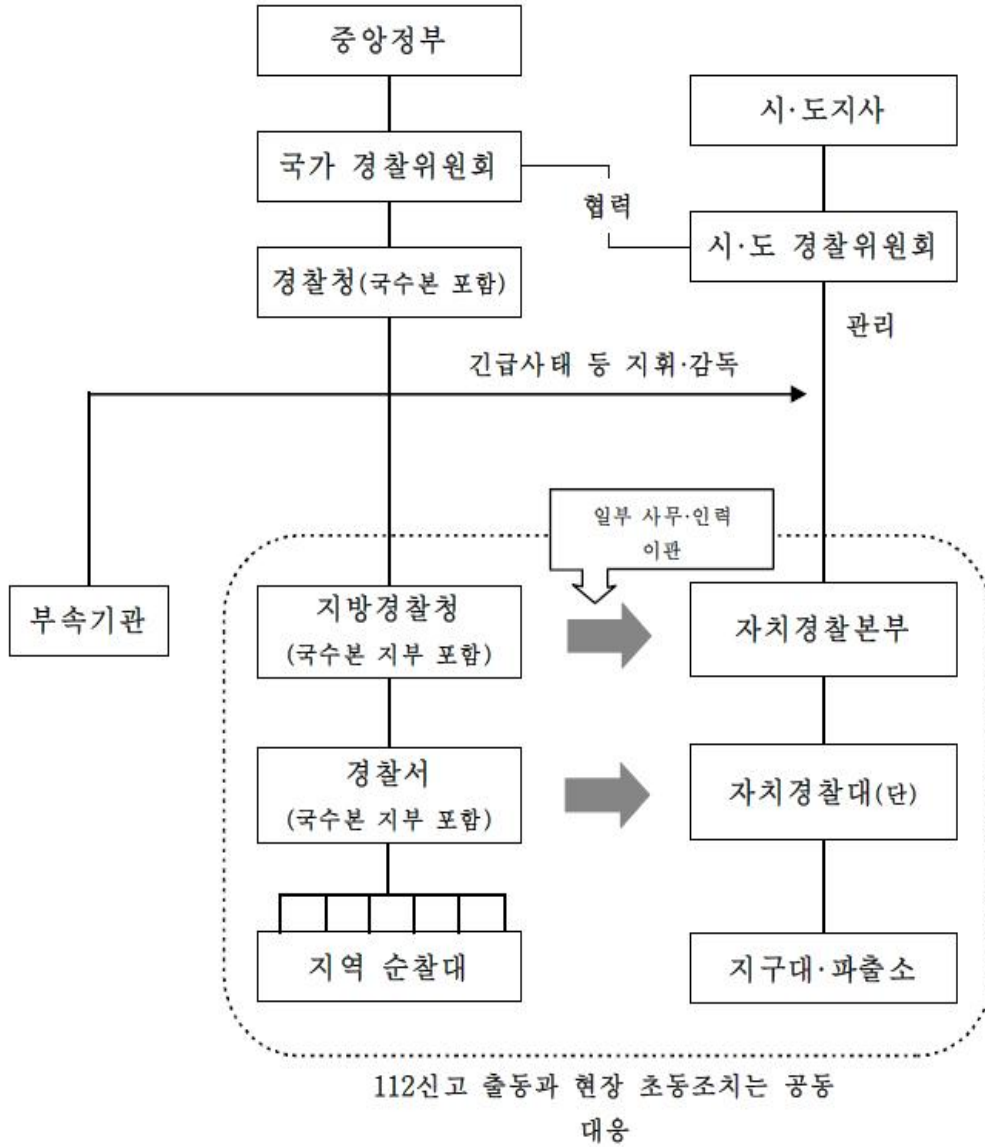 중앙정부
시·도지사
국가 경찰위원회
협력
시·도 경찰위원회
경찰청(국수본 포함)
관리
긴급사태 등 지휘·감독
일부 사무·인력
이관
부속기관
지방경찰청
(국수본 지부 포함)
자치경찰본부
경찰서
(국수본 지부 포함)
자치경찰대(단)
지역 순찰대
지구대·파출소
112신고 출동과 현장 초동조치는 공동
대응